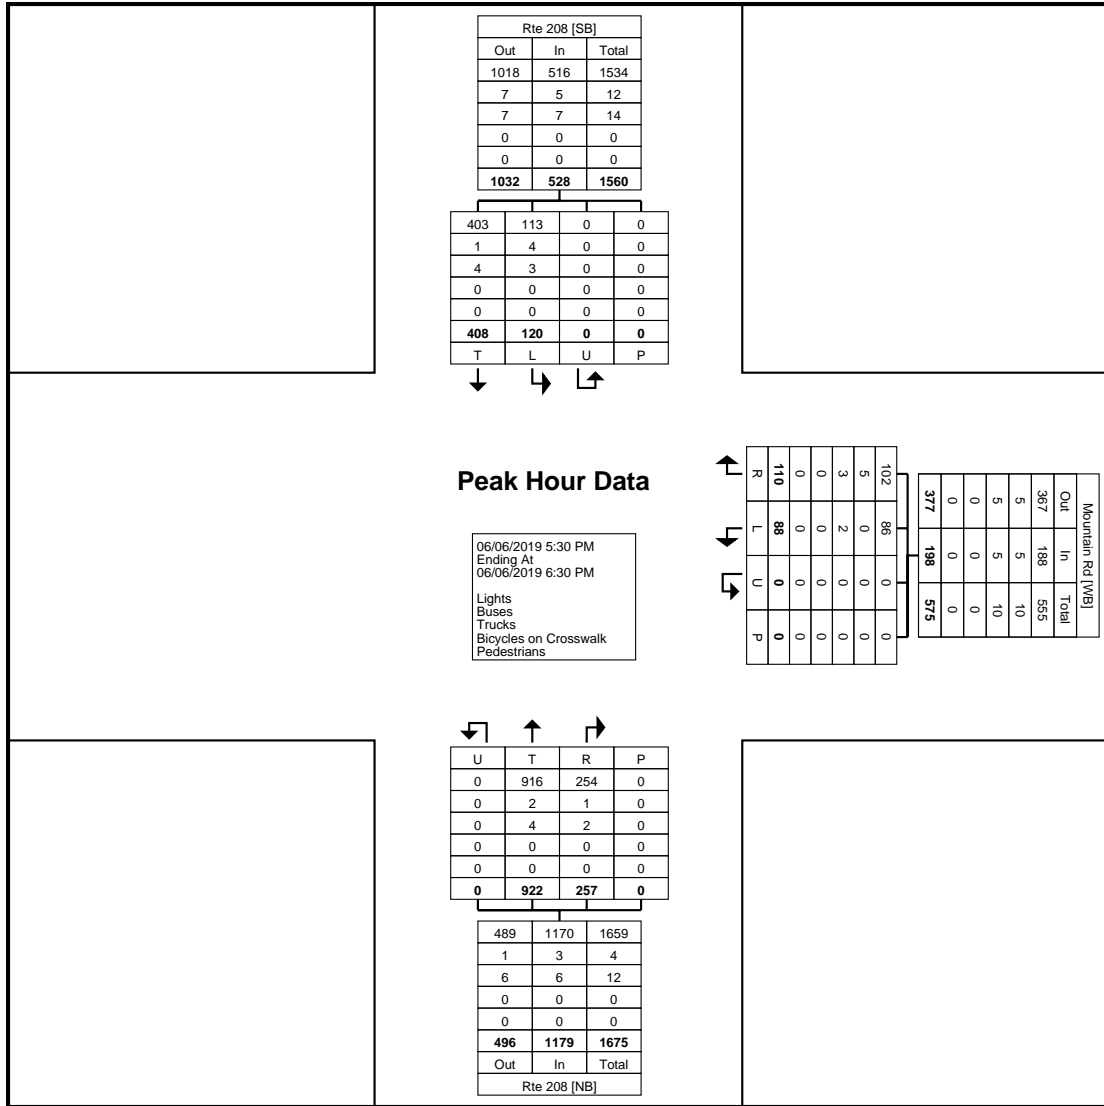 Rte 208 [SB]
Out In Total
1018 516 1534
7 5 12
7 7 14
0 0 0
0 0 0
1032 528 1560
403 113 0 0
1 4 0 0
4 3 0 0
0 0 0 0
0 0 0 0
408 120 0 0
T L U P
Peak Hour Data
06/06/2019 5:30 PM
Ending At
06/06/2019 6:30 PM
Lights
Buses
Trucks
Bicycles on Crosswalk
Pedestrians
Mountain Rd [WB]
Out In Total
367 188 555
5 5 10
5 5 10
0 0 0
0 0 0
377 198 575
102 86 0 0
5 0 0 0
3 2 0 0
0 0 0 0
0 0 0 0
110 88 0 0
R L U P
U T R P
0 916 254 0
0 2 1 0
0 4 2 0
0 0 0 0
0 0 0 0
0 922 257 0
489 1170 1659
1 3 4
6 6 12
0 0 0
0 0 0
496 1179 1675
Out In Total
Rte 208 [NB]